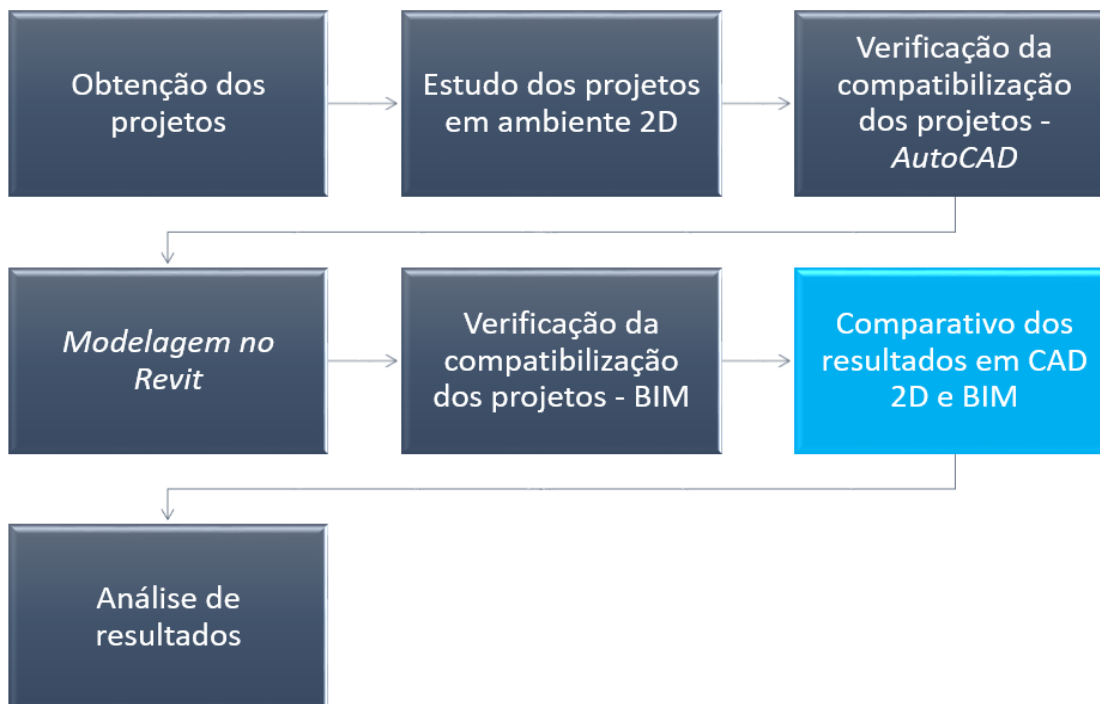 Obtenção dos
projetos
Estudo dos projetos
em ambiente 2D
Verificação da
compatibilização
dos projetos -
AutoCAD
Modelagem no
Revit
Verificação da
compatibilização
dos projetos - BIM
Comparativo dos
resultados em CAD
2D e BIM
Análise de
resultados